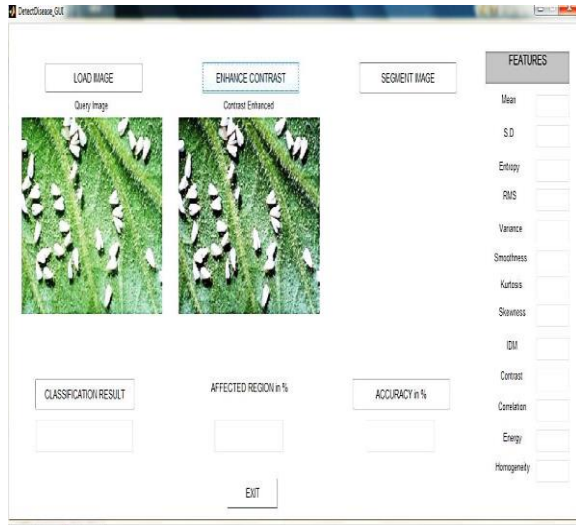 DetectDisease_GUI
LOAD IMAGE
ENHANCE CONTRAST
SEGMENT IMAGE
Query Image
Contrast Enhanced
FEATURES
Mean
S.D
Entropy
RMS
Variance
Smoothness
Kurtosis
Skewness
IDM
Contrast
Correlation
Energy
Homogeneity
CLASSIFICATION RESULT
AFFECTED REGION in %
ACCURACY in %
EXIT